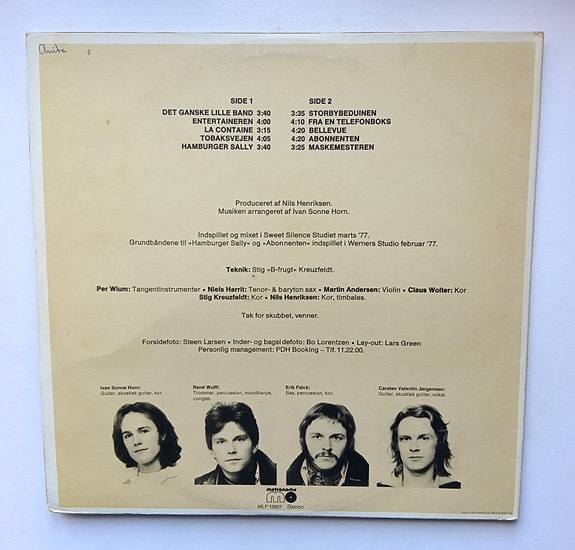 Anita
SIDE 1
DET GANSKE LILLE BAND 3:40
ENTERTAINEREN 4:00
LA CONTAINE 3:15
TOBAKSVEJEN 4:05
HAMBURGER SALLY 3:40
SIDE 2
3:35 STORBYBEDUINEN
4:10 FRA EN TELEFONBOKS
4:20 BELLEVUE
4:20 ABONNENTEN
3:25 MASKEMESTEREN
Produceret af Nils Henriksen.
Musiken arrangeret af Ivan Sonne Horn.
Indspillet og mixet i Sweet Silence Studiet marts '77.
Grundbåndene til »Hamburger Sally« og »Abonnenten« indspillet i Werners Studio februar '77.
Teknik: Stig »B-frugt« Kreuzfeldt.
Per Wium: Tangentinstrumenter • Niels Harrit: Tenor- & baryton sax • Martin Andersen: Violin • Claus Wolter: Kor
Stig Kreuzfeldt: Kor • Nils Henriksen: Kor, timbales.
Tak for skubbet, venner.
Forsidefoto: Steen Larsen • Inder- og bagsidefoto: Bo Lorentzen • Lay-out: Lars Green
Personlig management: PDH Booking – Tlf. 11.22.00.
Ivan Sonne Horn:
Guitar, akustisk guitar, kor.
René Wulff:
Trommer, percussion, mundharpe,
congas.
Erik Falck:
Bas, percussion, kor.
Carsten Valentin Jørgensen:
Guitar, akustisk guitar, vokal.
metronome
MLP 15607 Stereo